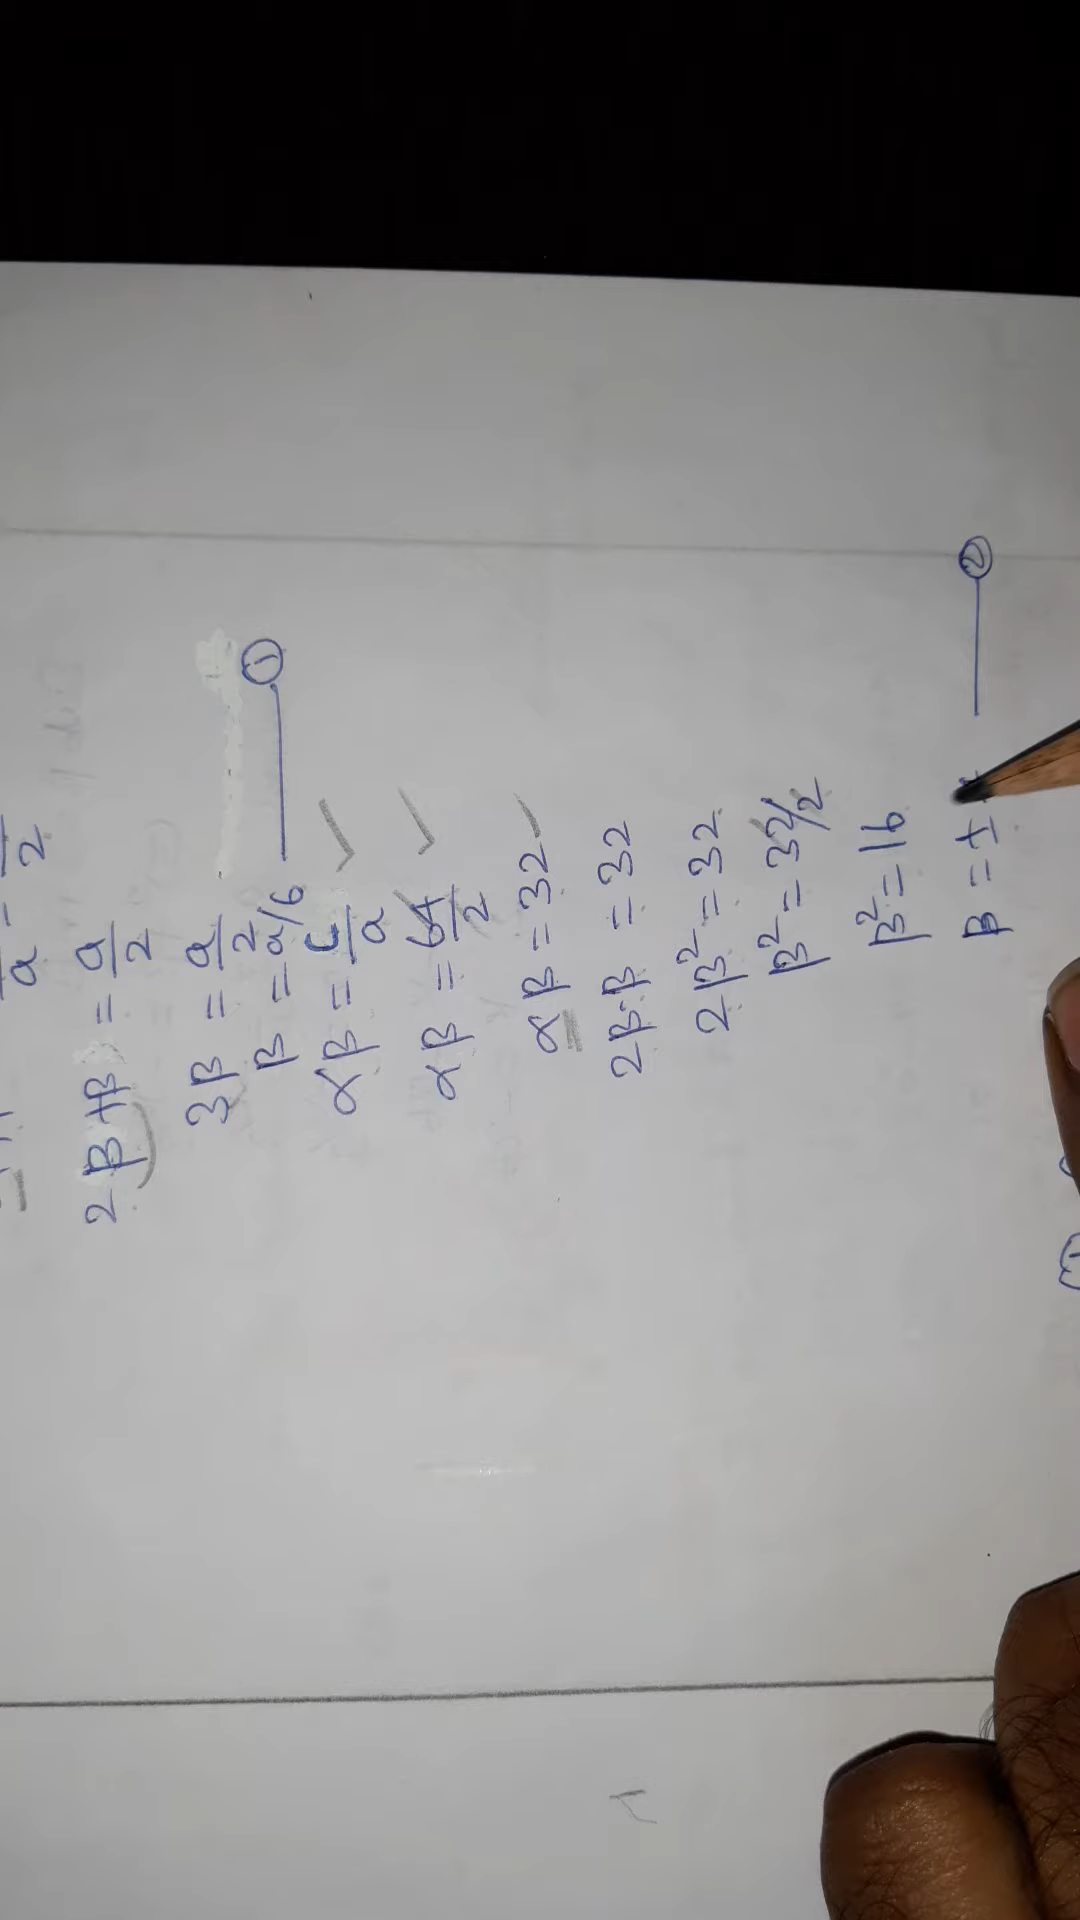 2β+β = a/2
3β = a/2
β = a/6 ——— ①
αβ = c/a
αβ = 64/2
αβ = 32
2β·β = 32
2β² = 32
β² = 32/2
β² = 16
β = ± ——— ②
①